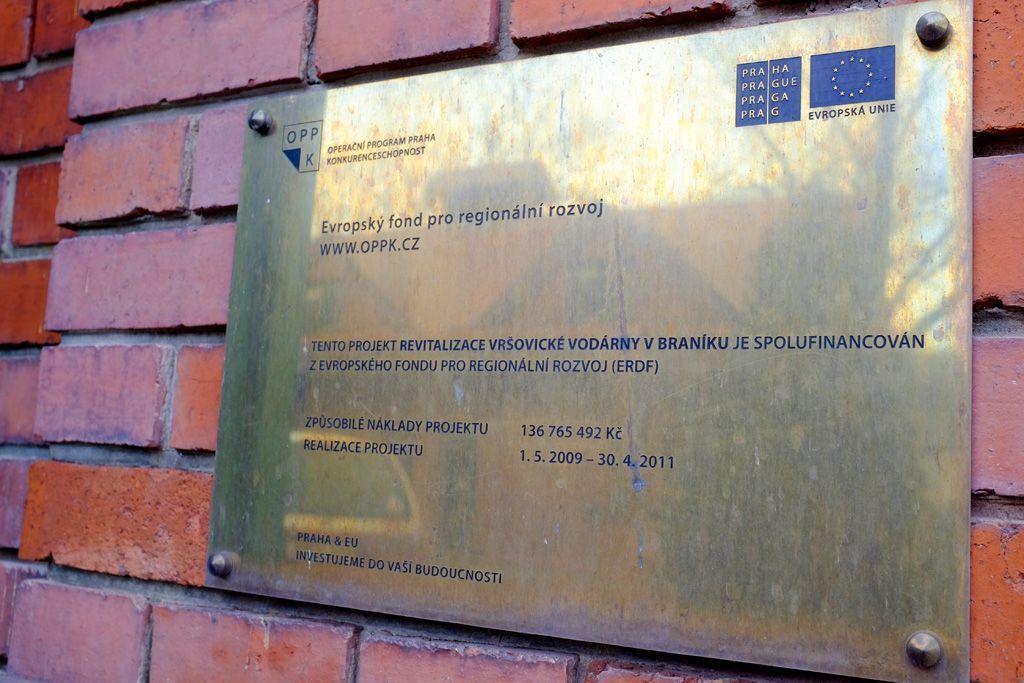 OPP
K
OPERAČNÍ PROGRAM PRAHA
KONKURENCESCHOPNOST
PRA HA
PRA GUE
PRA GA
PRA G
EVROPSKÁ UNIE
Evropský fond pro regionální rozvoj
WWW.OPPK.CZ
TENTO PROJEKT REVITALIZACE VRŠOVICKÉ VODÁRNY V BRANÍKU JE SPOLUFINANCOVÁN
Z EVROPSKÉHO FONDU PRO REGIONÁLNÍ ROZVOJ (ERDF)
ZPŮSOBILÉ NÁKLADY PROJEKTU 136 765 492 Kč
REALIZACE PROJEKTU 1. 5. 2009 – 30. 4. 2011
PRAHA & EU
INVESTUJEME DO VAŠÍ BUDOUCNOSTI